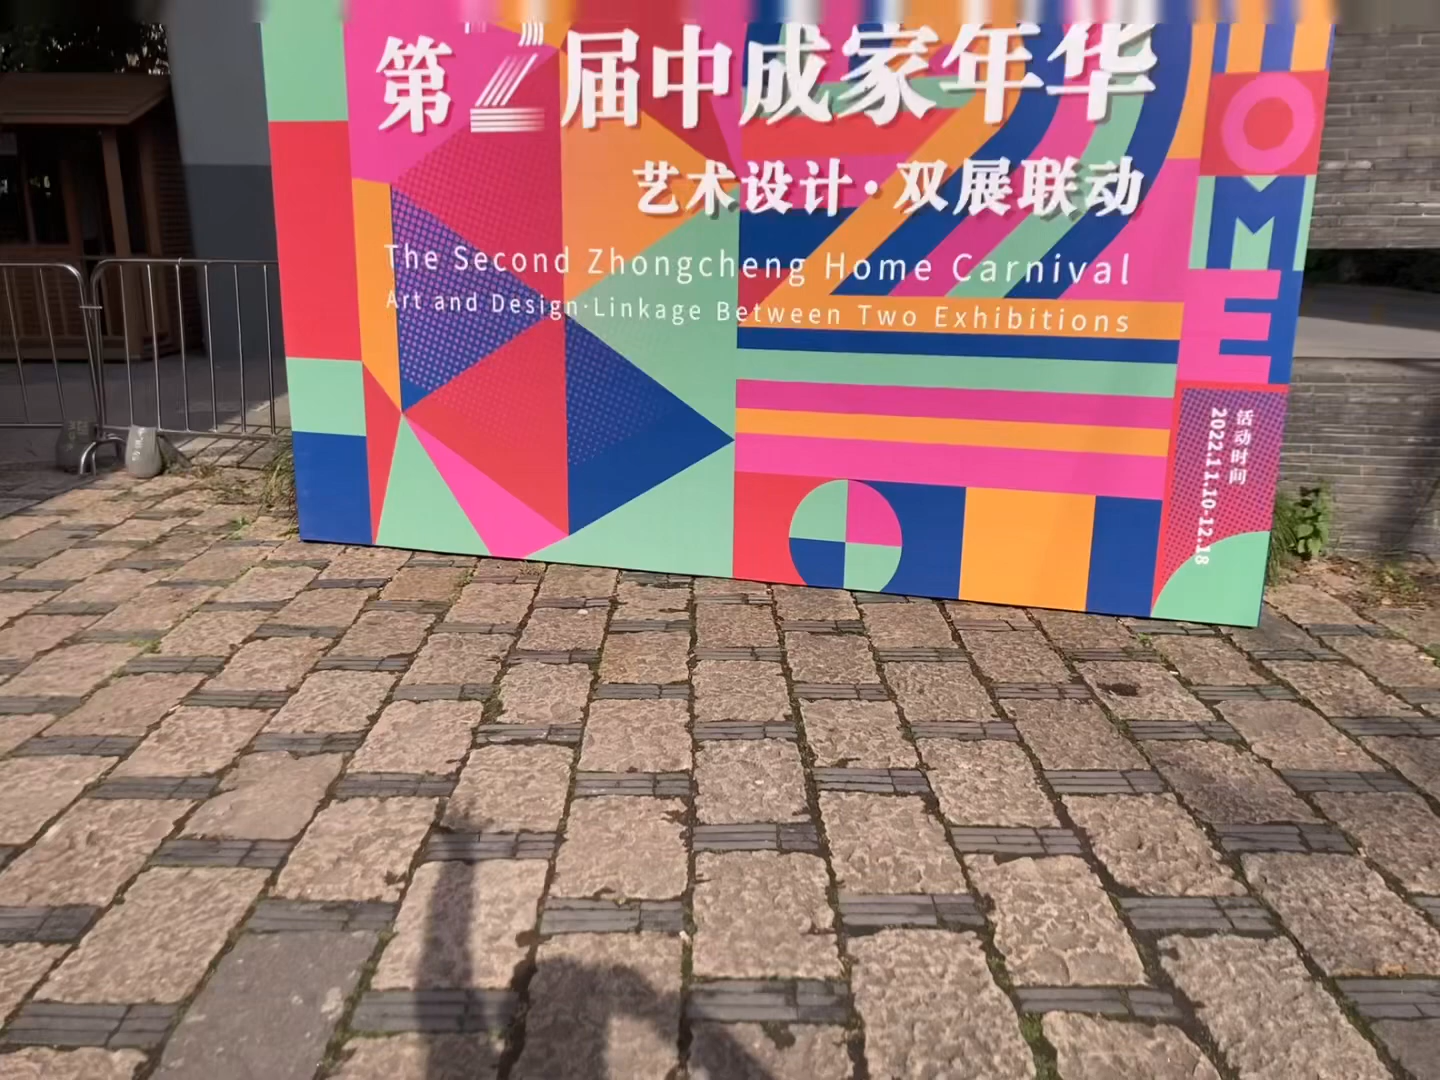 第2届中成家年华
艺术设计·双展联动
The Second Zhongcheng Home Carnival
Art and Design·Linkage Between Two Exhibitions
HOME
活动时间
2022.11.10-12.18